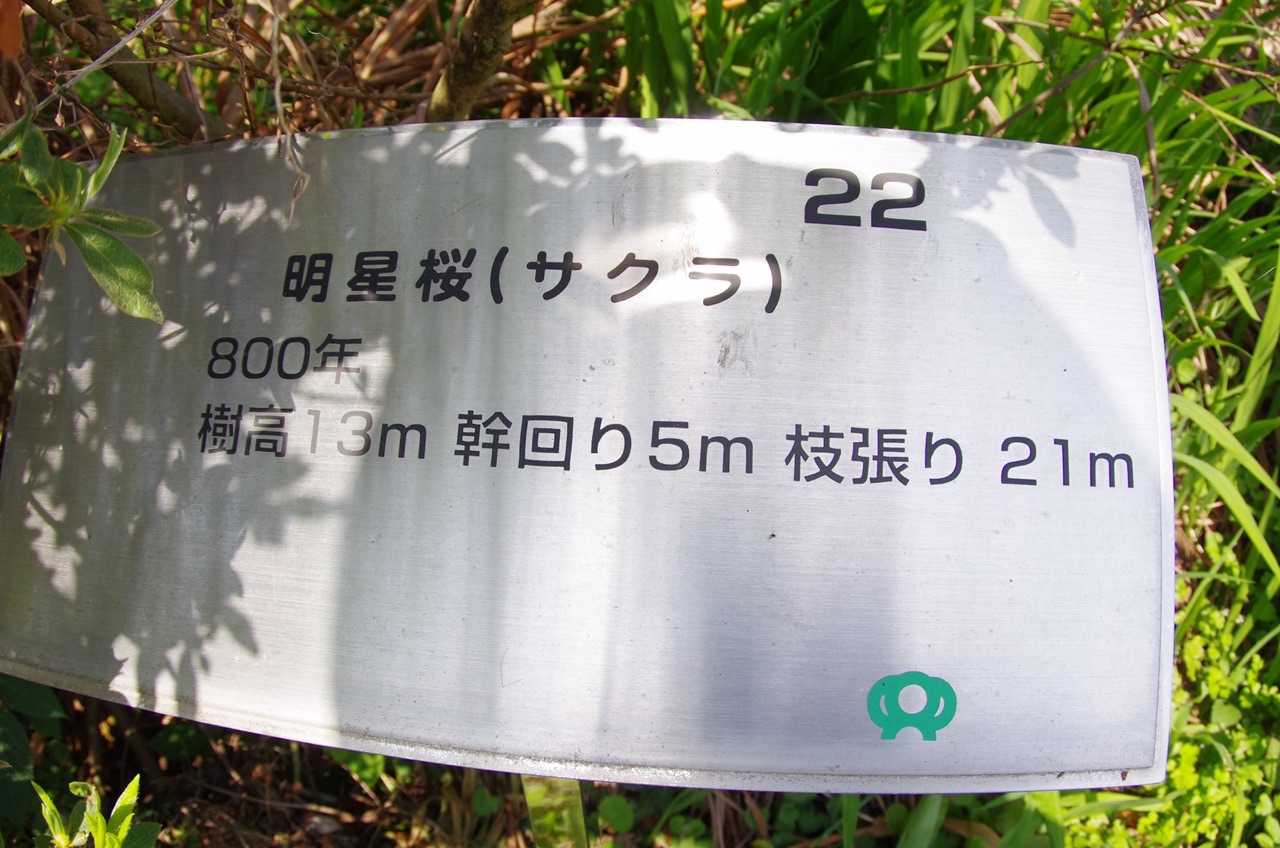 22
明星桜(サクラ)
800年
樹高13m 幹回り5m 枝張り 21m